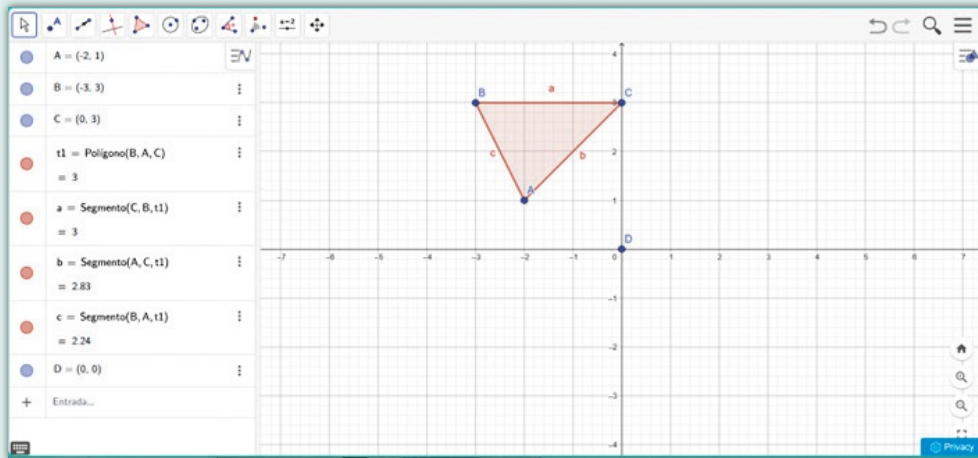 A
a=2
A = (-2, 1)
B = (-3, 3)
C = (0, 3)
t1 = Polígono(B, A, C)
= 3
a = Segmento(C, B, t1)
= 3
b = Segmento(A, C, t1)
= 2.83
c = Segmento(B, A, t1)
= 2.24
D = (0, 0)
+ Entrada...
4
B a C
3
c 2 b
A
1
D
-7 -6 -5 -4 -3 -2 -1 0 1 2 3 4 5 6 7
-1
-2
-3
-4
Privacy